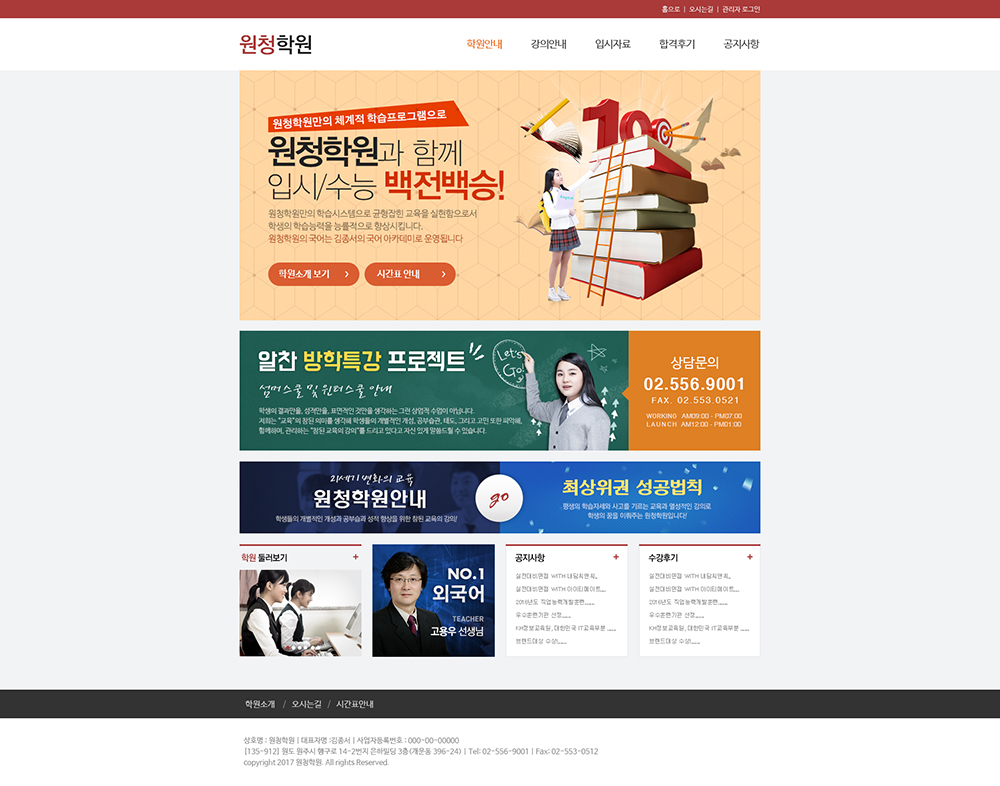 홈으로 | 오시는길 | 관리자 로그인
원청학원
학원안내 강의안내 입시자료 합격후기 공지사항
원청학원만의 체계적 학습프로그램으로
원청학원과 함께
입시/수능 백전백승!
원청학원만의 학습시스템으로 균형잡힌 교육을 실현함으로서
학생의 학습능력을 능률적으로 향상시킵니다.
원청학원의 국어는 김종서의 국어 아카데미로 운영됩니다
학원소개 보기 >
시간표 안내 >
100
알찬 방학특강 프로젝트
섬머스쿨 및 윈터스쿨 안내
학생의 결과만을, 성적만을, 표면적인 것만을 생각하는 그런 상업적 수업이 아닙니다.
저희는 "교육"의 참된 의미를 생각해 학생들의 개별적인 개성, 공부습관, 태도, 그리고 고민 또한 파악해,
함께하며, 관리하는 "참된 교육의 강의"를 드리고 있다고 자신 있게 말씀드릴 수 있습니다.
Let's
Go!
상담문의
02.556.9001
FAX. 02.553.0521
WORKING AM09:00 - PM07:00
LAUNCH AM12:00 - PM01:00
21세기 변화의 교육
원청학원안내
학생들의 개별적인 개성과 공부습과 성적 향상을 위한 참된 교육의 강의!
go
최상위권 성공법칙
평생의 학습자세와 사고를 기르는 교육과 열성적인 강의로
학생의 꿈을 이뤄주는 원청학원입니다!
학원 둘러보기 +
NO.1
외국어
TEACHER
고용우 선생님
공지사항 +
실전대비면접 WITH 내담치앤씨..
실전대비면접 WITH 아이티메이트....
2016년도 직업능력개발훈련......
우수훈련기관 선정......
KH정보교육원, 대한민국 IT교육부문 ......
브랜드대상 수상!......
수강후기 +
실전대비면접 WITH 내담치앤씨..
실전대비면접 WITH 아이티메이트....
2016년도 직업능력개발훈련......
우수훈련기관 선정......
KH정보교육원, 대한민국 IT교육부문 ......
브랜드대상 수상!......
학원소개 / 오시는길 / 시간표안내
상호명 : 원청학원 | 대표자명 :김종서 | 사업자등록번호 : 000-00-00000
[135-912] 원도 원주시 행구로 14-2번지 은하빌딩 3층(개운동 396-24) | Tel: 02-556-9001 | Fax: 02-553-0512
copyright 2017 원청학원. All rights Reserved.